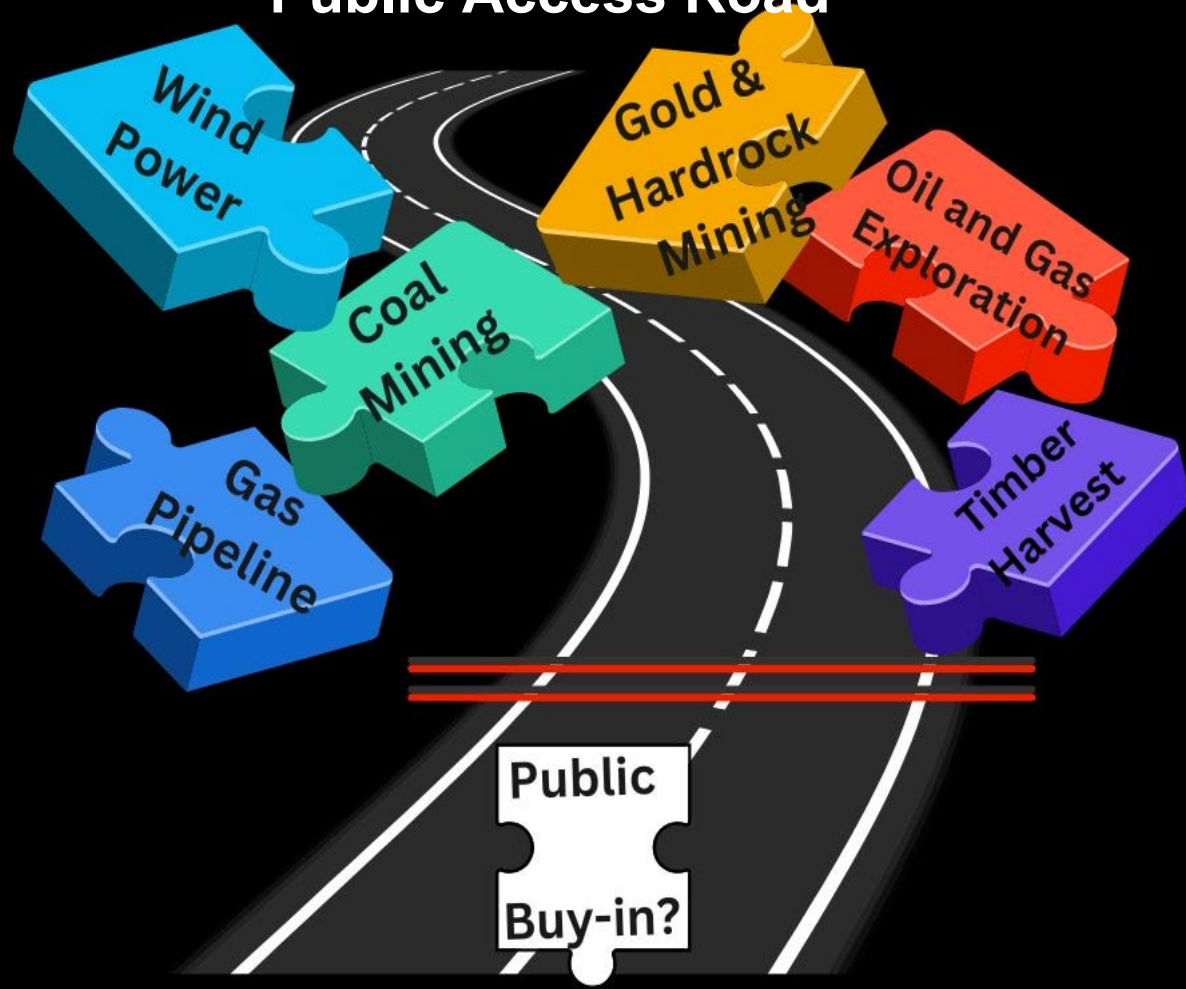 Public Access Road
Wind
Power
Gold &
Hardrock
Mining
Oil and Gas
Exploration
Coal
Mining
Gas
Pipeline
Timber
Harvest
Public
Buy-in?